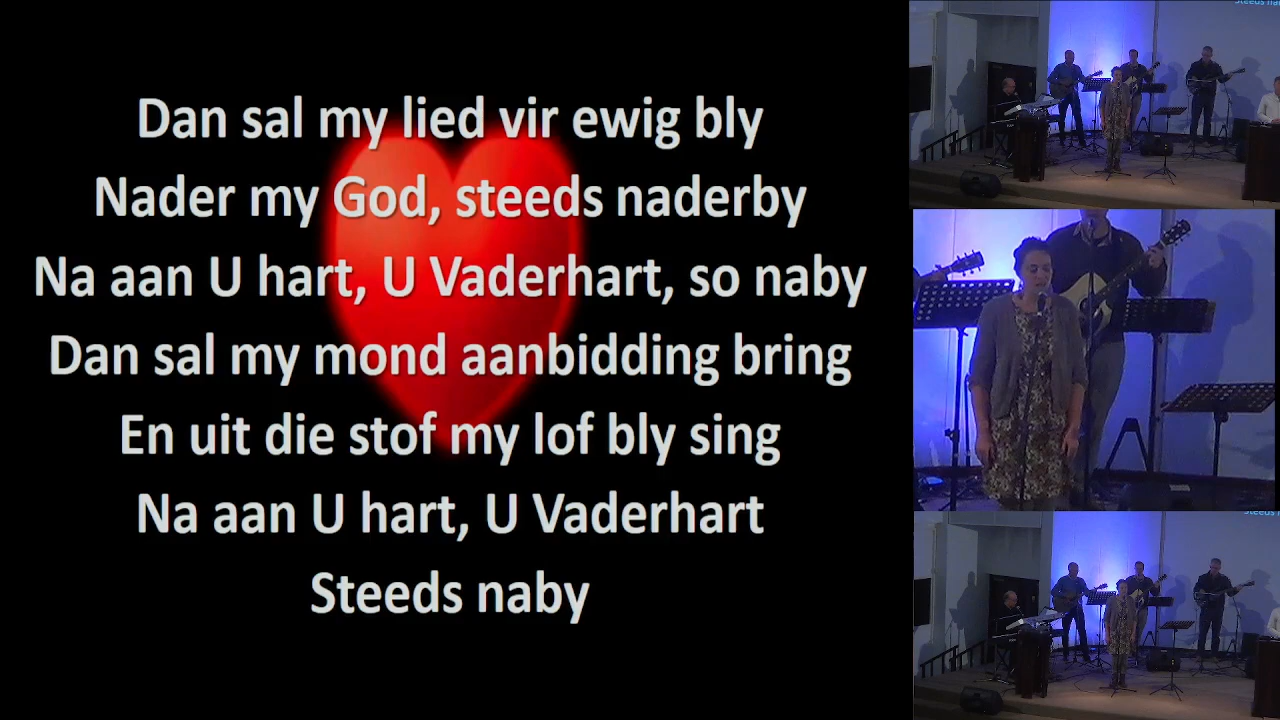 Dan sal my lied vir ewig bly
Nader my God, steeds naderby
Na aan U hart, U Vaderhart, so naby
Dan sal my mond aanbidding bring
En uit die stof my lof bly sing
Na aan U hart, U Vaderhart
Steeds naby